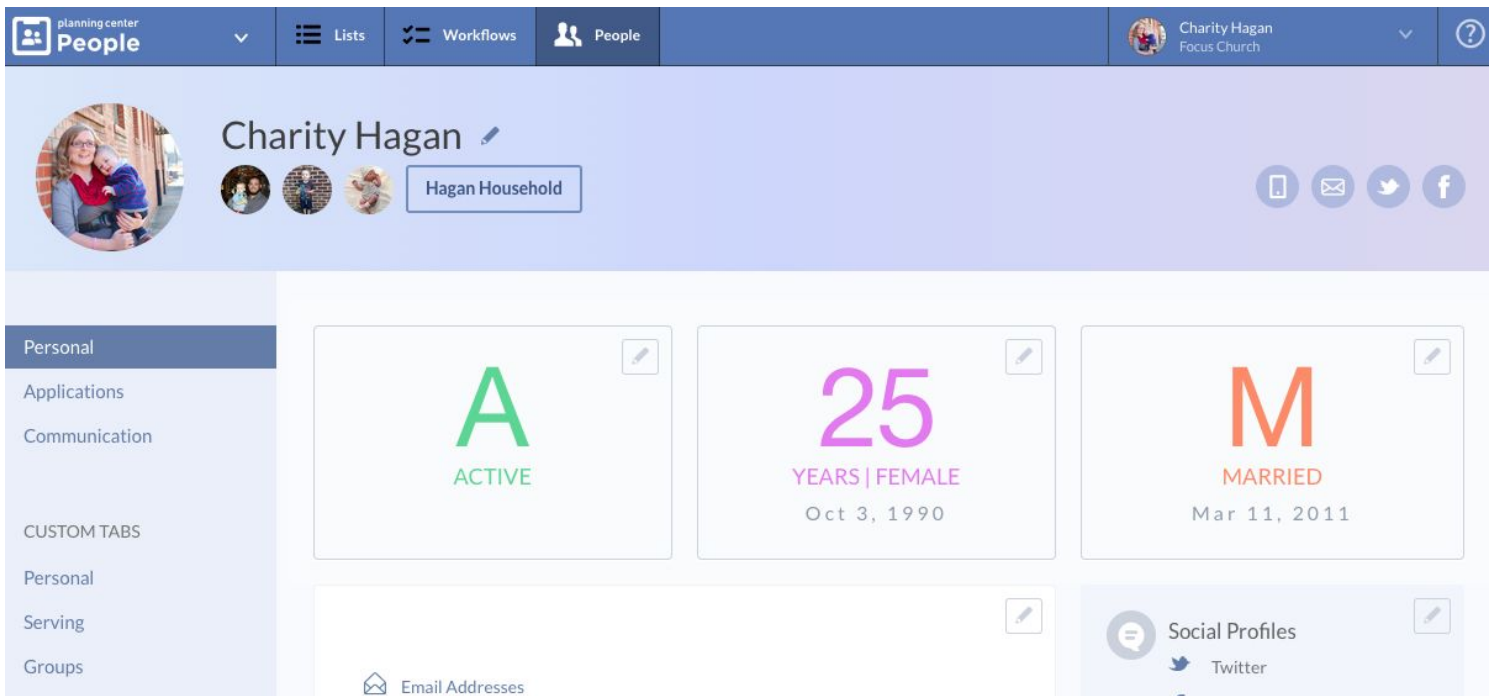 planning center
People
Lists
Workflows
People
Charity Hagan
Focus Church
?
Charity Hagan
Hagan Household
f
Personal
Applications
Communication
CUSTOM TABS
Personal
Serving
Groups
A
ACTIVE
25
YEARS | FEMALE
Oct 3, 1990
M
MARRIED
Mar 11, 2011
Email Addresses
Social Profiles
Twitter